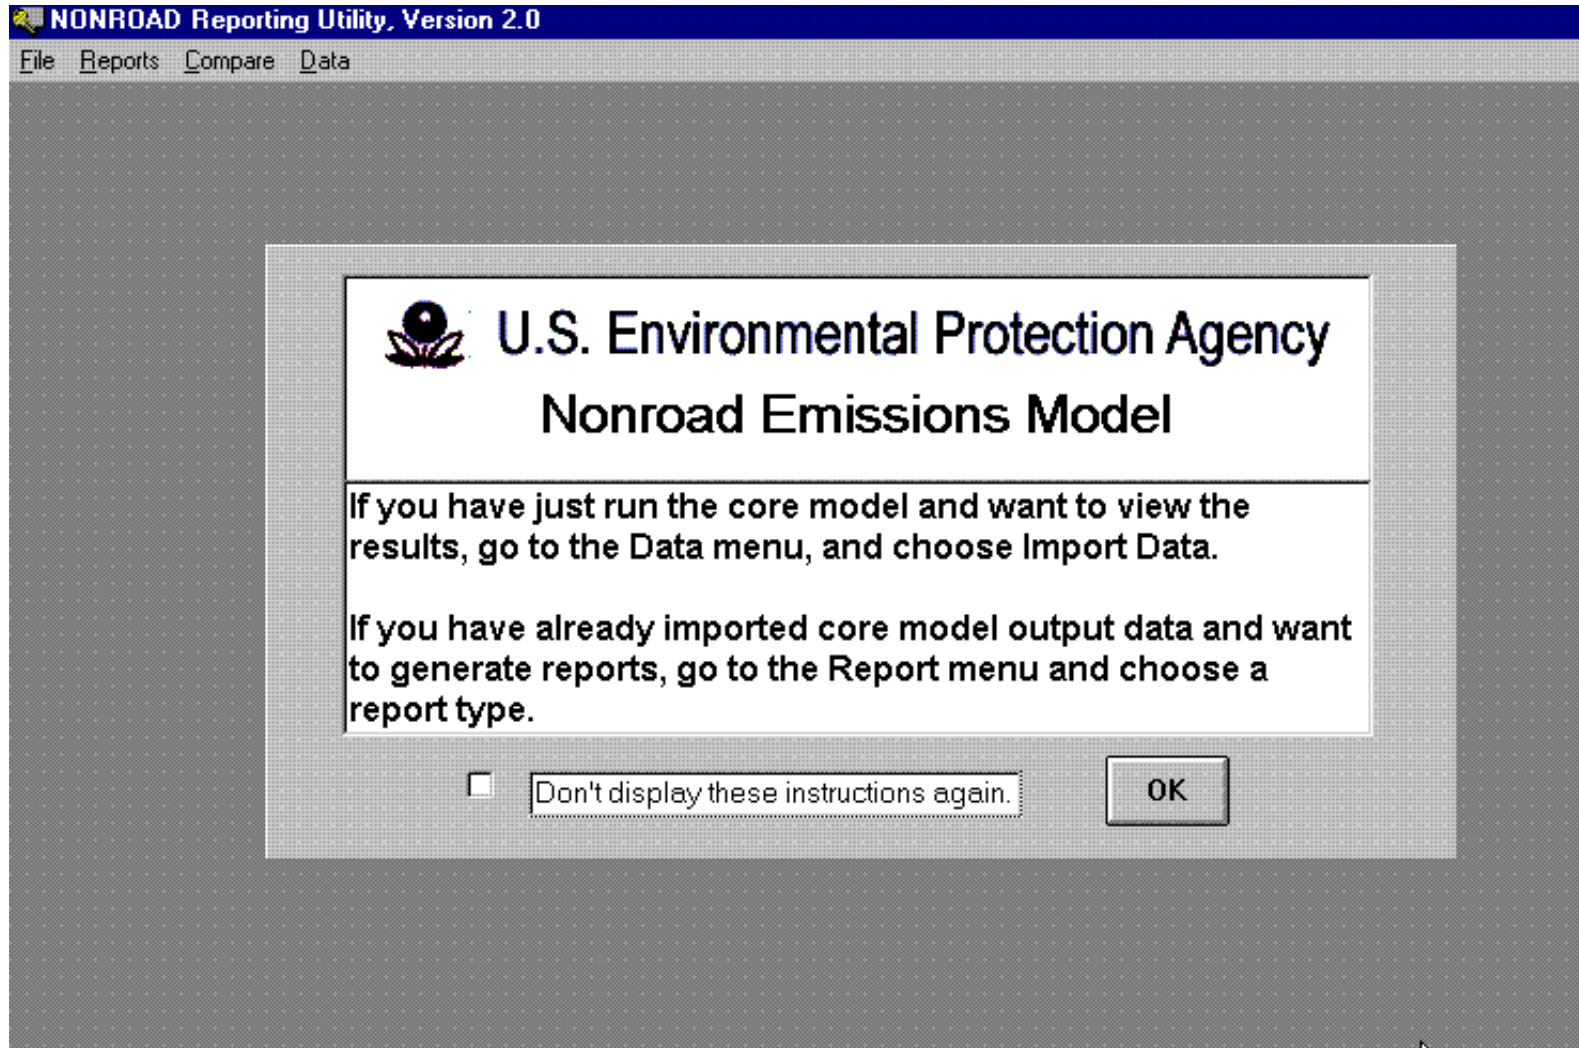 NONROAD Reporting Utility, Version 2.0
File Reports Compare Data
U.S. Environmental Protection Agency
Nonroad Emissions Model
If you have just run the core model and want to view the
results, go to the Data menu, and choose Import Data.
If you have already imported core model output data and want
to generate reports, go to the Report menu and choose a
report type.
Don't display these instructions again.
OK